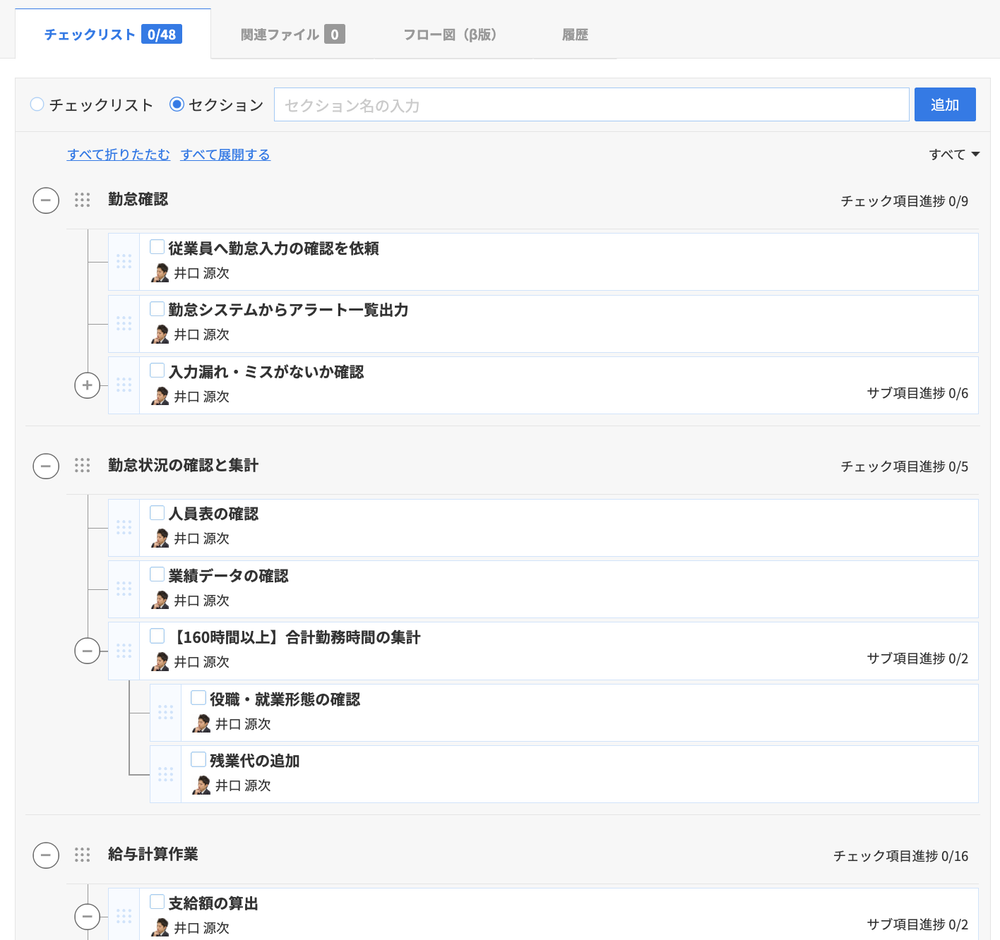 チェックリスト 0/48 関連ファイル 0 フロー図（β版） 履歴
チェックリスト セクション セクション名の入力 追加
すべて折りたたむ すべて展開する すべて
勤怠確認 チェック項目進捗 0/9
従業員へ勤怠入力の確認を依頼
井口 源次
勤怠システムからアラート一覧出力
井口 源次
入力漏れ・ミスがないか確認
井口 源次 サブ項目進捗 0/6
勤怠状況の確認と集計 チェック項目進捗 0/5
人員表の確認
井口 源次
業績データの確認
井口 源次
【160時間以上】合計勤務時間の集計
井口 源次 サブ項目進捗 0/2
役職・就業形態の確認
井口 源次
残業代の追加
井口 源次
給与計算作業 チェック項目進捗 0/16
支給額の算出
井口 源次 サブ項目進捗 0/2